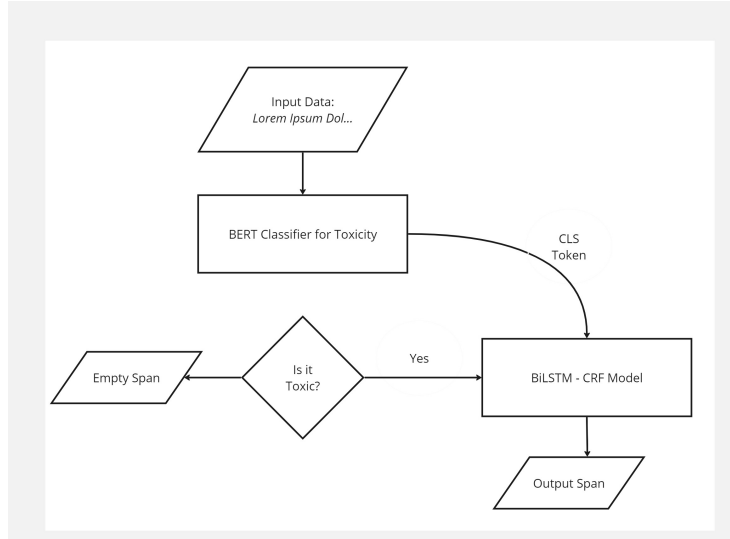 Input Data:
Lorem Ipsum Dol...
BERT Classifier for Toxicity
CLS
Token
Is it
Toxic?
Yes
Empty Span
BiLSTM - CRF Model
Output Span